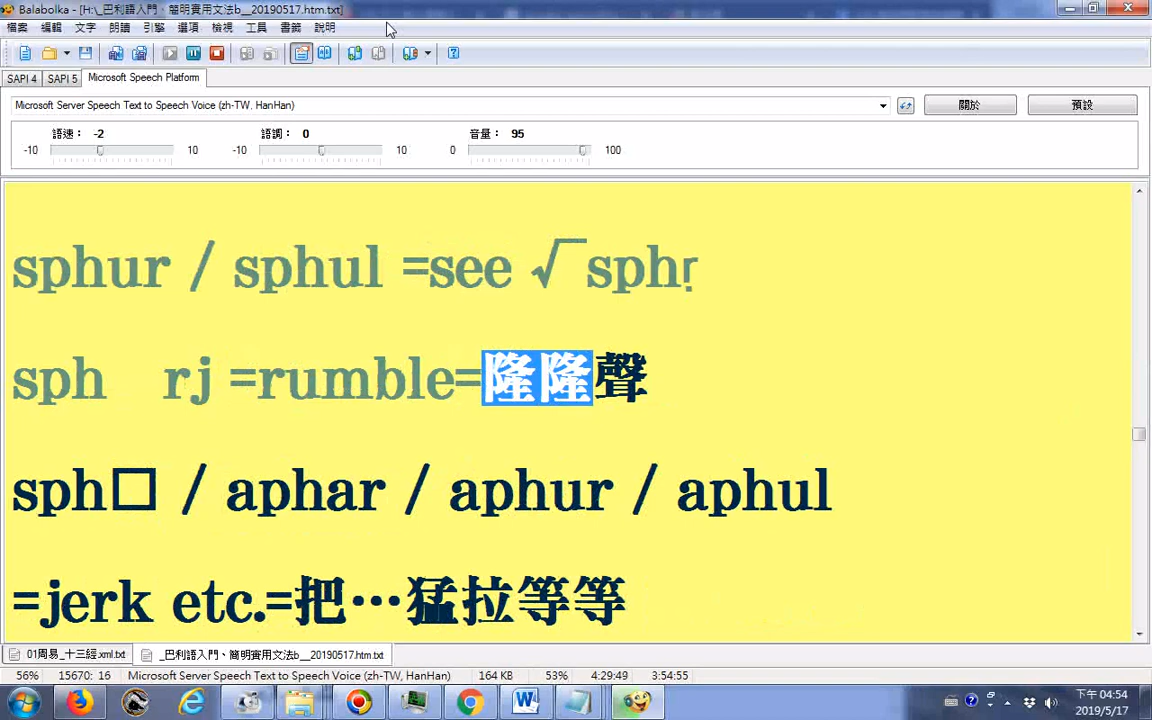 Balabolka - [H:\_巴利語入門、簡明實用文法b__20190517.htm.txt]
檔案 編輯 文字 朗讀 引擎 選項 檢視 工具 書籤 說明
SAPI 4 SAPI 5 Microsoft Speech Platform
Microsoft Server Speech Text to Speech Voice (zh-TW, HanHan) 關於 預設
語速： -2 語調： 0 音量： 95
-10 10 -10 10 0 100
sphur / sphul =see √￣sphṛ
sph rj =rumble=隆隆聲
sph□ / aphar / aphur / aphul
=jerk etc.=把…猛拉等等
01周易_十三經.xml.txt _巴利語入門、簡明實用文法b__20190517.htm.txt
56% 15670: 16 Microsoft Server Speech Text to Speech Voice (zh-TW, HanHan) 164 KB 53% 4:29:49 3:54:55
下午 04:54
2019/5/17